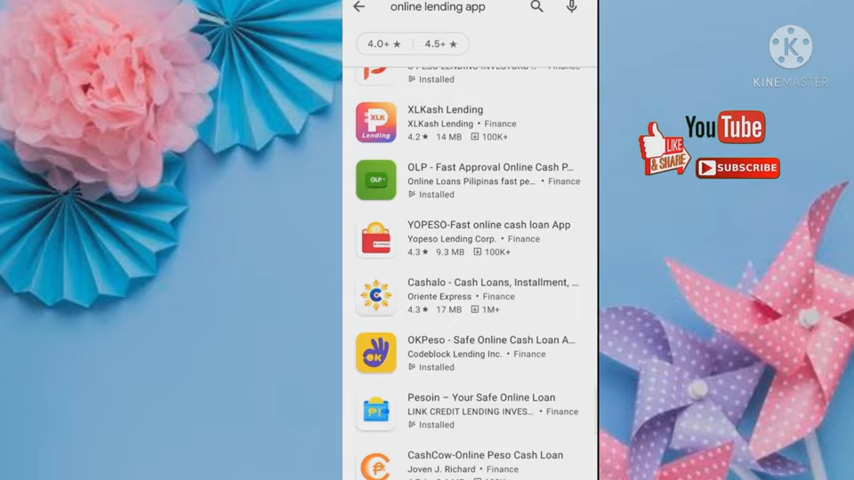 online lending app
4.0+ ★ 4.5+ ★
Installed
XLK
Lending
XLKash Lending
XLKash Lending • Finance
4.2 ★ 14 MB 100K+
OLP
OLP - Fast Approval Online Cash P...
Online Loans Pilipinas fast pe... • Finance
Installed
YOPESO-Fast online cash loan App
Yopeso Lending Corp. • Finance
4.3 ★ 9.3 MB 100K+
Cashalo - Cash Loans, Installment, ...
Oriente Express • Finance
4.3 ★ 17 MB 1M+
OK
OKPeso - Safe Online Cash Loan A...
Codeblock Lending Inc. • Finance
Installed
Pesoin – Your Safe Online Loan
LINK CREDIT LENDING INVES... • Finance
Installed
CashCow-Online Peso Cash Loan
Joven J. Richard • Finance
K
KINEMASTER
YouTube
LIKE
& SHARE
SUBSCRIBE